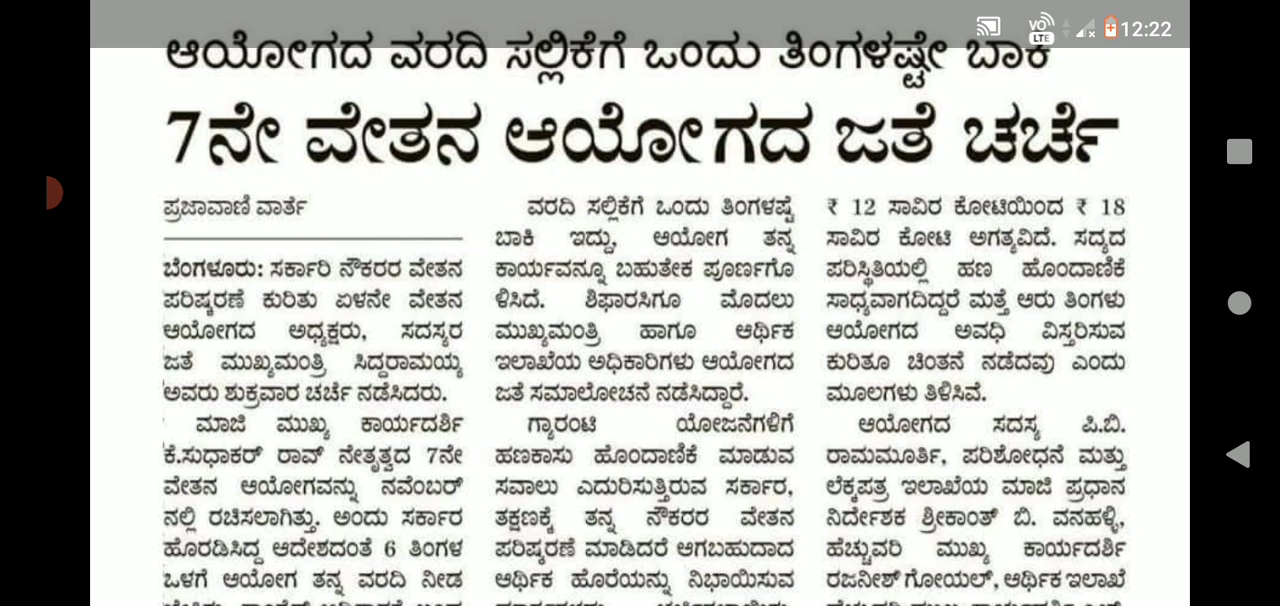 12:22
VO
LTE
ಆಯೋಗದ ವರದಿ ಸಲ್ಲಿಕೆಗೆ ಒಂದು ತಿಂಗಳಷ್ಟೇ ಬಾಕಿ
7ನೇ ವೇತನ ಆಯೋಗದ ಜತೆ ಚರ್ಚೆ
ಪ್ರಜಾವಾಣಿ ವಾರ್ತೆ
ಬೆಂಗಳೂರು: ಸರ್ಕಾರಿ ನೌಕರರ ವೇತನ
ಪರಿಷ್ಕರಣೆ ಕುರಿತು ಏಳನೇ ವೇತನ
ಆಯೋಗದ ಅಧ್ಯಕ್ಷರು, ಸದಸ್ಯರ
ಜತೆ ಮುಖ್ಯಮಂತ್ರಿ ಸಿದ್ದರಾಮಯ್ಯ
ಅವರು ಶುಕ್ರವಾರ ಚರ್ಚೆ ನಡೆಸಿದರು.
ಮಾಜಿ ಮುಖ್ಯ ಕಾರ್ಯದರ್ಶಿ
ಕೆ.ಸುಧಾಕರ್ ರಾವ್ ನೇತೃತ್ವದ 7ನೇ
ವೇತನ ಆಯೋಗವನ್ನು ನವೆಂಬರ್
ನಲ್ಲಿ ರಚಿಸಲಾಗಿತ್ತು. ಅಂದು ಸರ್ಕಾರ
ಹೊರಡಿಸಿದ್ದ ಆದೇಶದಂತೆ 6 ತಿಂಗಳ
ಒಳಗೆ ಆಯೋಗ ತನ್ನ ವರದಿ ನೀಡ
ವರದಿ ಸಲ್ಲಿಕೆಗೆ ಒಂದು ತಿಂಗಳಷ್ಟೆ
ಬಾಕಿ ಇದ್ದು, ಆಯೋಗ ತನ್ನ
ಕಾರ್ಯವನ್ನೂ ಬಹುತೇಕ ಪೂರ್ಣಗೊ
ಳಿಸಿದೆ. ಶಿಫಾರಸಿಗೂ ಮೊದಲು
ಮುಖ್ಯಮಂತ್ರಿ ಹಾಗೂ ಆರ್ಥಿಕ
ಇಲಾಖೆಯ ಅಧಿಕಾರಿಗಳು ಆಯೋಗದ
ಜತೆ ಸಮಾಲೋಚನೆ ನಡೆಸಿದ್ದಾರೆ.
ಗ್ಯಾರಂಟಿ ಯೋಜನೆಗಳಿಗೆ
ಹಣಕಾಸು ಹೊಂದಾಣಿಕೆ ಮಾಡುವ
ಸವಾಲು ಎದುರಿಸುತ್ತಿರುವ ಸರ್ಕಾರ,
ತಕ್ಷಣಕ್ಕೆ ತನ್ನ ನೌಕರರ ವೇತನ
ಪರಿಷ್ಕರಣೆ ಮಾಡಿದರೆ ಆಗಬಹುದಾದ
ಆರ್ಥಿಕ ಹೊರೆಯನ್ನು ನಿಭಾಯಿಸುವ
₹ 12 ಸಾವಿರ ಕೋಟಿಯಿಂದ ₹ 18
ಸಾವಿರ ಕೋಟಿ ಅಗತ್ಯವಿದೆ. ಸದ್ಯದ
ಪರಿಸ್ಥಿತಿಯಲ್ಲಿ ಹಣ ಹೊಂದಾಣಿಕೆ
ಸಾಧ್ಯವಾಗದಿದ್ದರೆ ಮತ್ತೆ ಆರು ತಿಂಗಳು
ಆಯೋಗದ ಅವಧಿ ವಿಸ್ತರಿಸುವ
ಕುರಿತೂ ಚಿಂತನೆ ನಡೆದವು ಎಂದು
ಮೂಲಗಳು ತಿಳಿಸಿವೆ.
ಆಯೋಗದ ಸದಸ್ಯ ಪಿ.ಬಿ.
ರಾಮಮೂರ್ತಿ, ಪರಿಶೋಧನೆ ಮತ್ತು
ಲೆಕ್ಕಪತ್ರ ಇಲಾಖೆಯ ಮಾಜಿ ಪ್ರಧಾನ
ನಿರ್ದೇಶಕ ಶ್ರೀಕಾಂತ್ ಬಿ. ವನಹಳ್ಳಿ,
ಹೆಚ್ಚುವರಿ ಮುಖ್ಯ ಕಾರ್ಯದರ್ಶಿ
ರಜನೀಶ್ ಗೋಯಲ್, ಆರ್ಥಿಕ ಇಲಾಖೆ